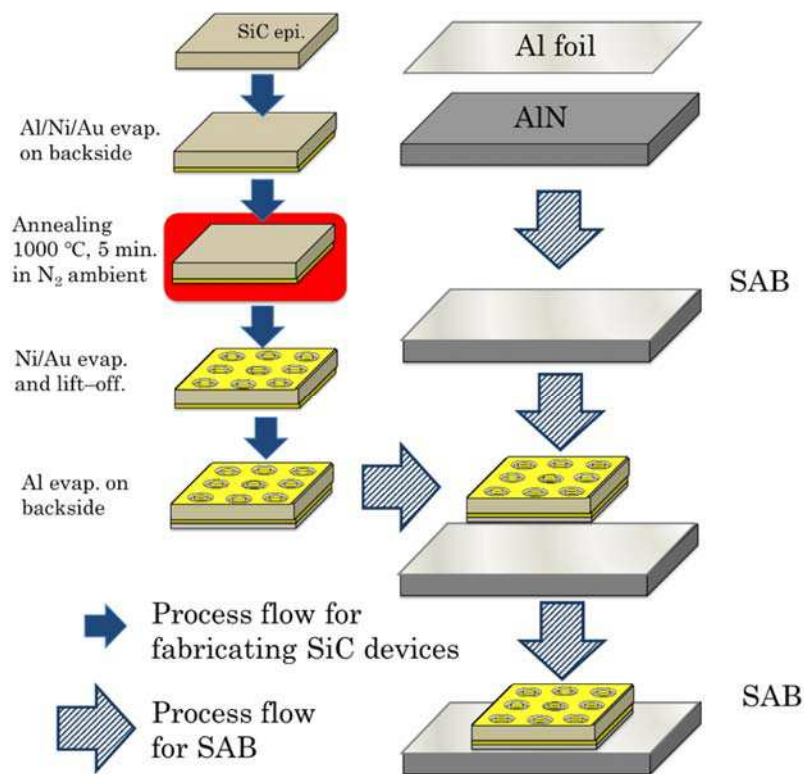 SiC epi.
Al/Ni/Au evap.
on backside
Annealing
1000 ℃, 5 min.
in N₂ ambient
Ni/Au evap.
and lift–off.
Al evap. on
backside
Al foil
AlN
SAB
SAB
Process flow for
fabricating SiC devices
Process flow
for SAB